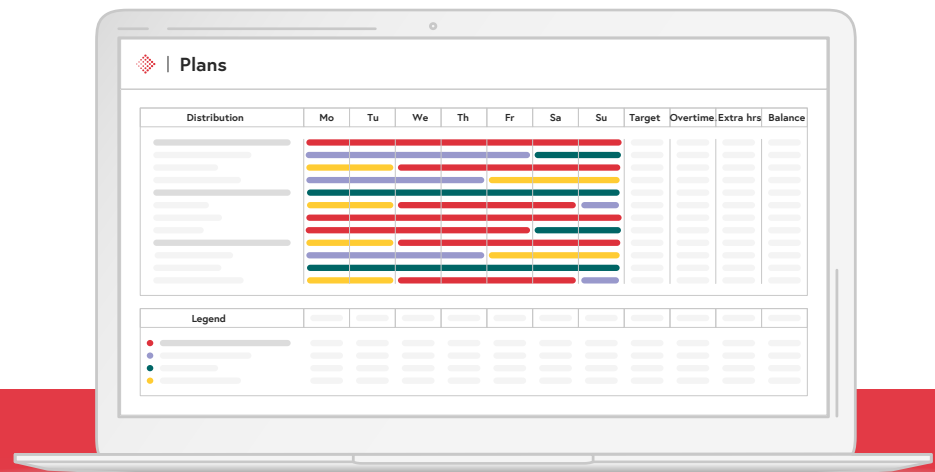 Plans
Distribution Mo Tu We Th Fr Sa Su Target Overtime Extra hrs Balance
Legend